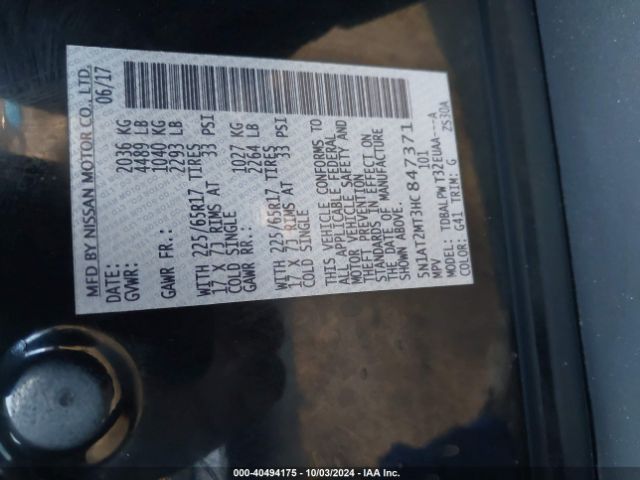 MFD BY NISSAN MOTOR CO., LTD.
DATE: 06/17
GVWR: 2036 KG
4489 LB
GAWR FR.: 1040 KG
2293 LB
WITH 225/65R17 TIRES
17 X 7J RIMS AT 33 PSI
COLD SINGLE
GAWR RR.: 1027 KG
2264 LB
WITH 225/65R17 TIRES
17 X 7J RIMS AT 33 PSI
COLD SINGLE
THIS VEHICLE CONFORMS TO
ALL APPLICABLE FEDERAL
MOTOR VEHICLE SAFETY AND
THEFT PREVENTION
STANDARDS IN EFFECT ON
THE DATE OF MANUFACTURE
SHOWN ABOVE.
5N1AT2MT3HC847371
MPV 101
MODEL: TDBALPW T32EUAA---A
COLOR: G41 TRIM: G ZS30A
000-40494175 - 10/03/2024 - IAA Inc.